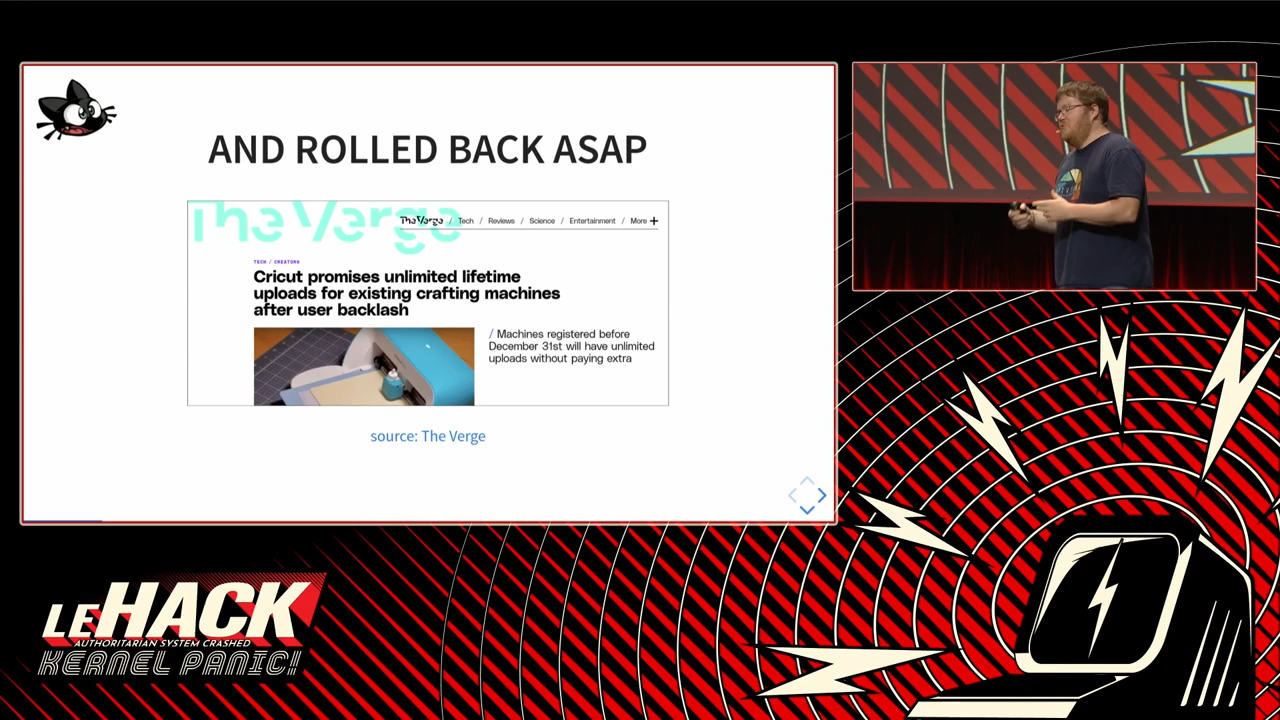 AND ROLLED BACK ASAP
The Verge
TheVerge / Tech / Reviews / Science / Entertainment / More +
TECH / CREATORS
Cricut promises unlimited lifetime
uploads for existing crafting machines
after user backlash
/ Machines registered before
December 31st will have unlimited
uploads without paying extra
source: The Verge
LEHACK
AUTHORITARIAN SYSTEM CRASHED
KERNEL PANIC!